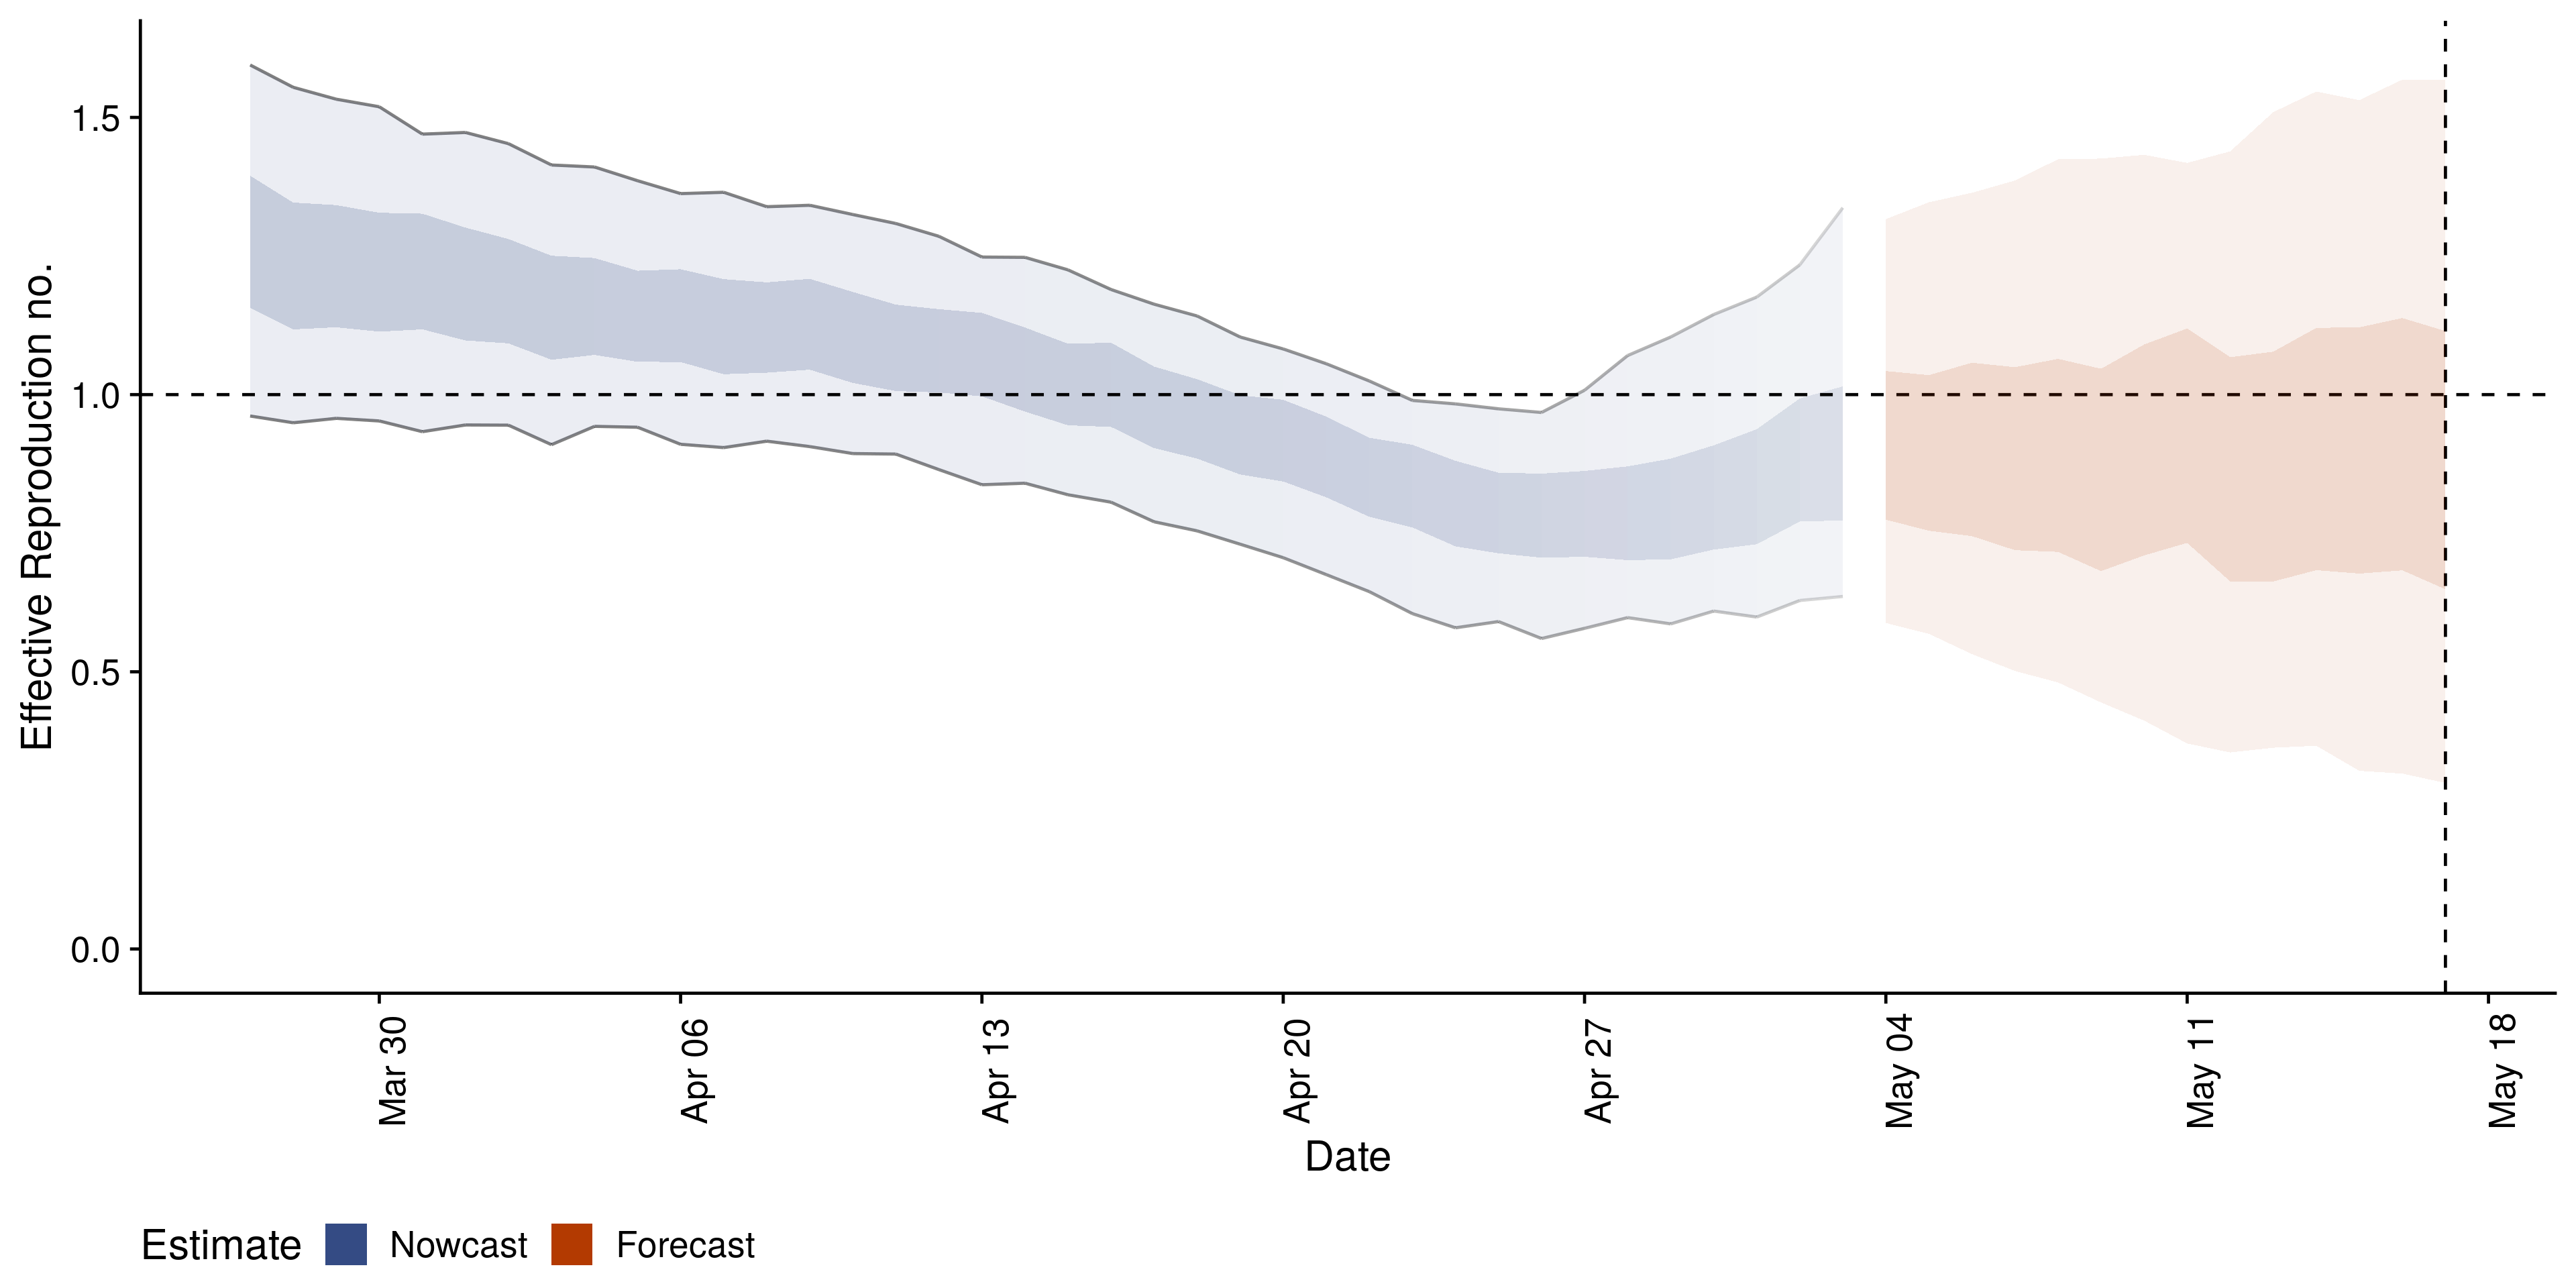 Effective Reproduction no.
1.5
1.0
0.5
0.0
Mar 30
Apr 06
Apr 13
Apr 20
Apr 27
May 04
May 11
May 18
Date
Estimate Nowcast Forecast